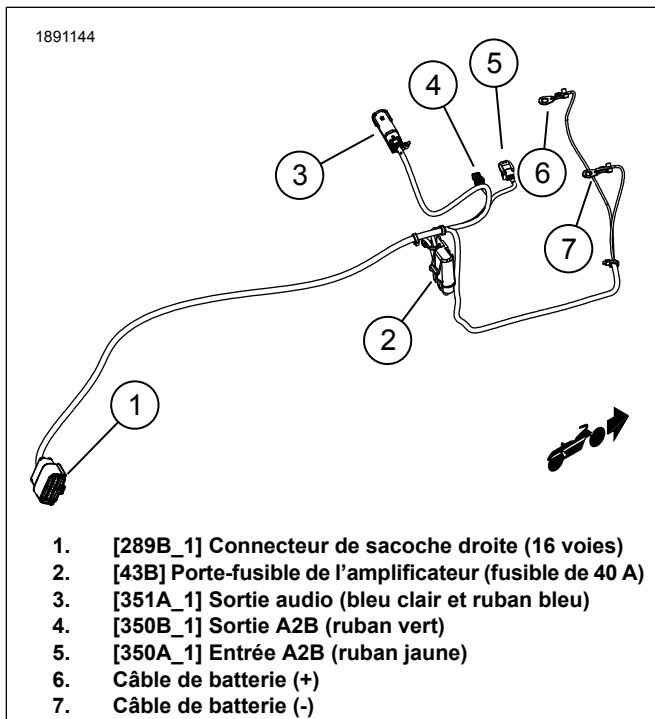 1891144
4
5
3
6
7
2
1
1. [289B_1] Connecteur de sacoche droite (16 voies)
2. [43B] Porte-fusible de l’amplificateur (fusible de 40 A)
3. [351A_1] Sortie audio (bleu clair et ruban bleu)
4. [350B_1] Sortie A2B (ruban vert)
5. [350A_1] Entrée A2B (ruban jaune)
6. Câble de batterie (+)
7. Câble de batterie (-)